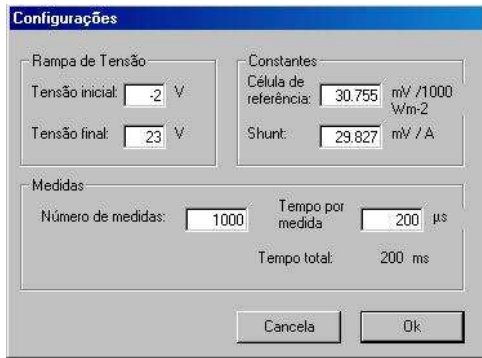 Configurações
Rampa de Tensão
Tensão inicial: -2 V
Tensão final: 23 V
Constantes
Célula de
referência: 30.755 mV /1000
Wm-2
Shunt: 29.827 mV / A
Medidas
Número de medidas: 1000
Tempo por
medida 200 µs
Tempo total: 200 ms
Cancela Ok